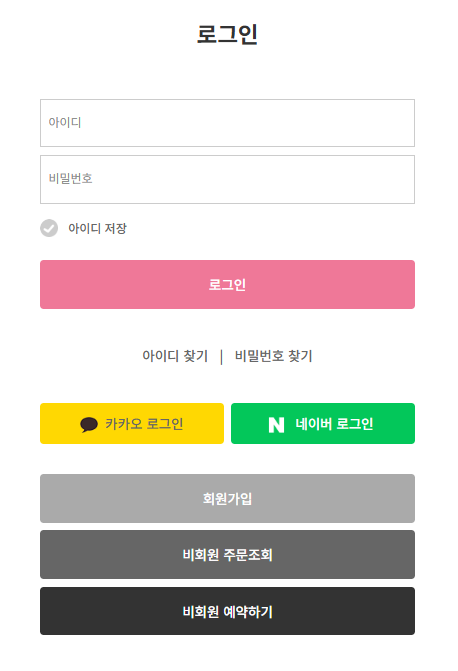 로그인
아이디
비밀번호
아이디 저장
로그인
아이디 찾기 | 비밀번호 찾기
카카오 로그인 N 네이버 로그인
회원가입
비회원 주문조회
비회원 예약하기